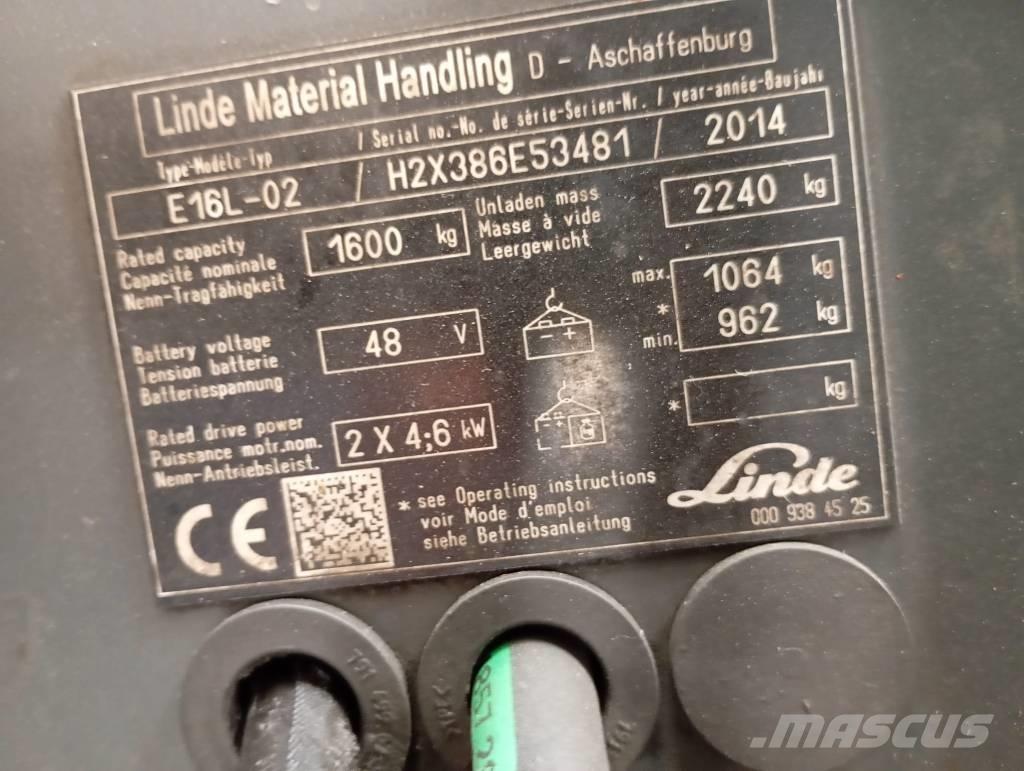 Linde Material Handling D - Aschaffenburg
Type-Modèle-Typ / Serial no.-No. de série-Serien-Nr. / year-année-Baujahr
E16L-02 / H2X386E53481 / 2014
Rated capacity
Capacité nominale
Nenn-Tragfähigkeit
1600 kg
Unladen mass
Masse à vide
Leergewicht
2240 kg
Battery voltage
Tension batterie
Batteriespannung
48 V
max. 1064 kg
*
min. 962 kg
Rated drive power
Puissance motr.nom.
Nenn-Antriebsleist.
2 X 4;6 kW
* kg
CE
* see Operating instructions
voir Mode d'emploi
siehe Betriebsanleitung
Linde
000 938 45 25
MASCUS